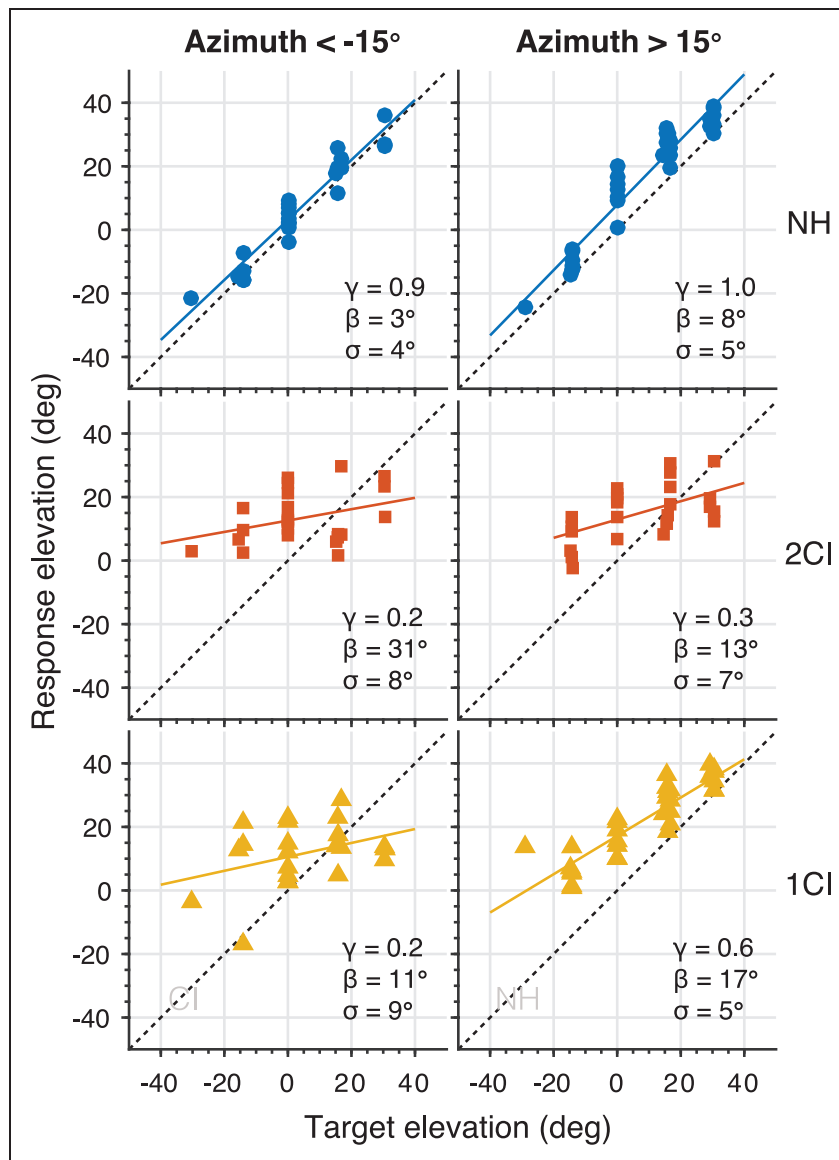 Azimuth < -15° Azimuth > 15°
40
20
0
-20
-40
γ = 0.9
β = 3°
σ = 4°
γ = 1.0
β = 8°
σ = 5°
NH
40
20
0
-20
-40
γ = 0.2
β = 31°
σ = 8°
γ = 0.3
β = 13°
σ = 7°
2CI
40
20
0
-20
-40
γ = 0.2
β = 11°
σ = 9°
CI
γ = 0.6
β = 17°
σ = 5°
NH
1CI
-40 -20 0 20 40 -40 -20 0 20 40
Response elevation (deg)
Target elevation (deg)